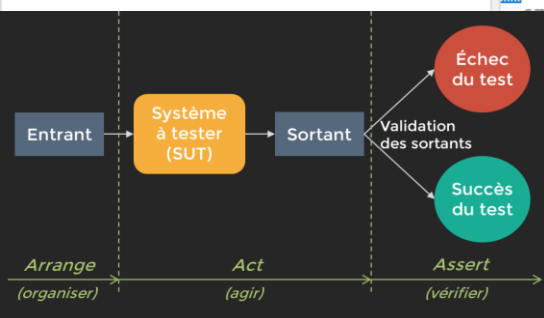 Échec
du test
Système
à tester
(SUT)
Entrant
Sortant
Validation
des sortants
Succès
du test
Arrange
Act
Assert
(organiser)
(agir)
(vérifier)